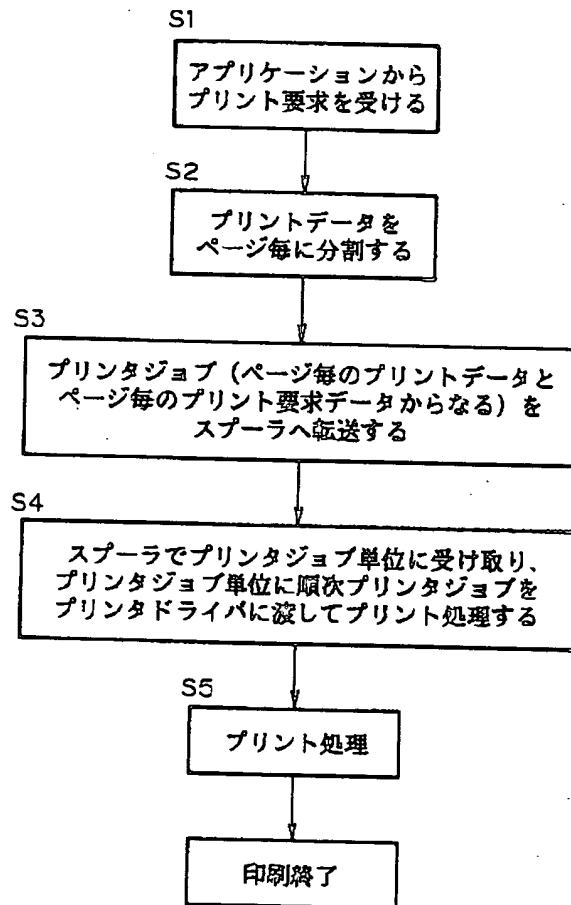 S1
アプリケーションから
プリント要求を受ける
S2
プリントデータを
ページ毎に分割する
S3
プリンタジョブ（ページ毎のプリントデータと
ページ毎のプリント要求データからなる）を
スプーラへ転送する
S4
スプーラでプリンタジョブ単位に受け取り、
プリンタジョブ単位に順次プリンタジョブを
プリンタドライバに渡してプリント処理する
S5
プリント処理
印刷終了